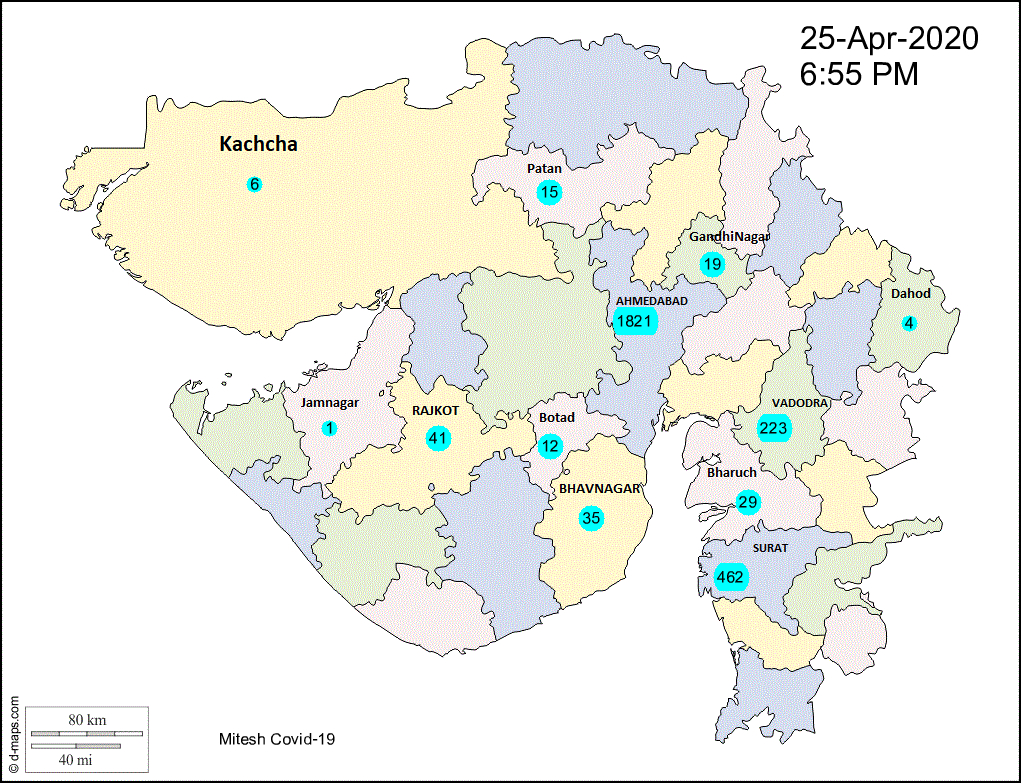 25-Apr-2020
6:55 PM
Kachcha
6
Patan
15
GandhiNagar
19
AHMEDABAD
1821
Dahod
4
Jamnagar
1
RAJKOT
41
Botad
12
VADODRA
223
Bharuch
29
BHAVNAGAR
35
SURAT
462
© d-maps.com
80 km
40 mi
Mitesh Covid-19